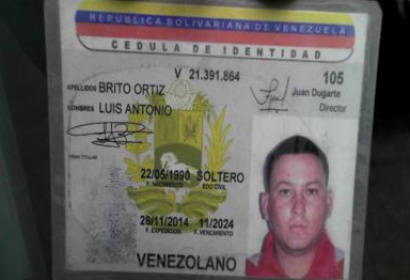 REPUBLICA BOLIVARIANA DE VENEZUELA
CEDULA DE IDENTIDAD
V 21.391.864
105
APELLIDOS BRITO ORTIZ
Juan Dugarte
Director
NOMBRES LUIS ANTONIO
FIRMA TITULAR
22/05/1990 SOLTERO
F. NACIMIENTO EDO CIVIL
26/11/2014 11/2024
F. EXPEDICION F. VENCIMIENTO
VENEZOLANO